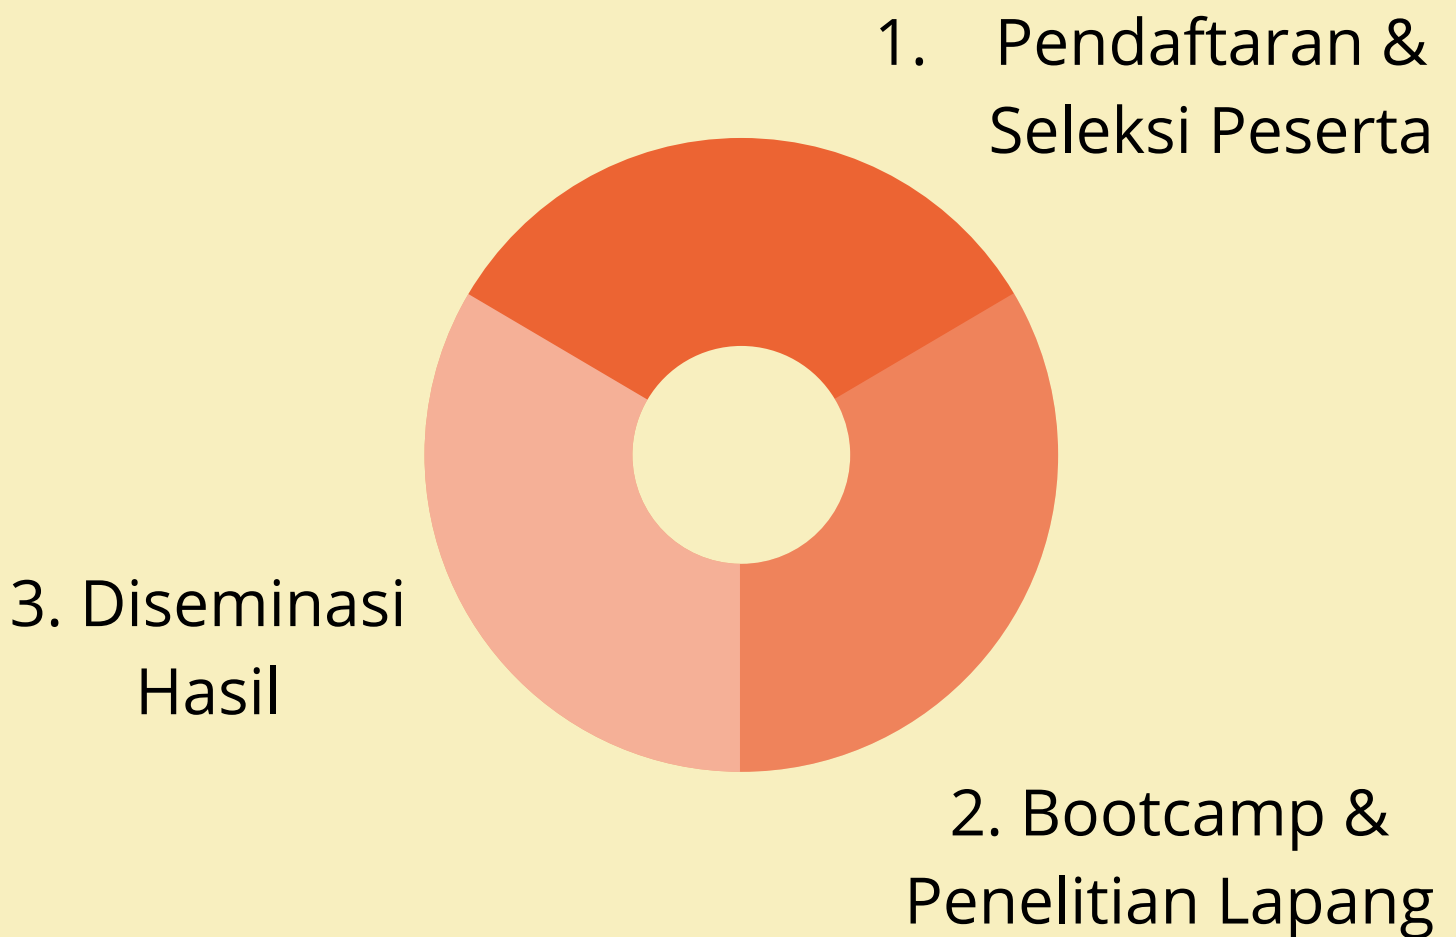 1. Pendaftaran &
Seleksi Peserta
2. Bootcamp &
Penelitian Lapang
3. Diseminasi
Hasil